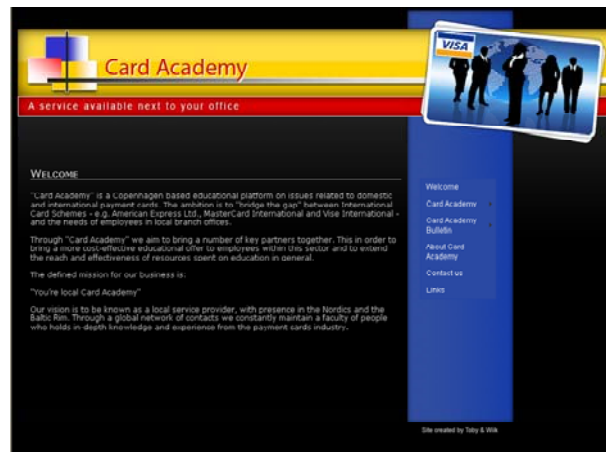 VISA
Card Academy
A service available next to your office
WELCOME
"Card Academy" is a Copenhagen based educational platform on issues related to domestic
and international payment cards. The ambition is to "bridge the gap" between International
Card Schemes - e.g. American Express Ltd., MasterCard International and Vise International -
and the needs of employees in local branch offices.
Through "Card Academy" we aim to bring a number of key partners together. This in order to
bring a more cost-effective educational offer to employees within this sector and to extend
the reach and effectiveness of resources spent on education in general.
The defined mission for our business is:
"You're local Card Academy"
Our vision is to be known as a local service provider, with presence in the Nordics and the
Baltic Rim. Through a global network of contacts we constantly maintain a faculty of people
who holds in-depth knowledge and experience from the payment cards industry.
Welcome
Card Academy
Card Academy
Bulletin
About Card
Academy
Contact us
Links
Site created by Toby & Wilk